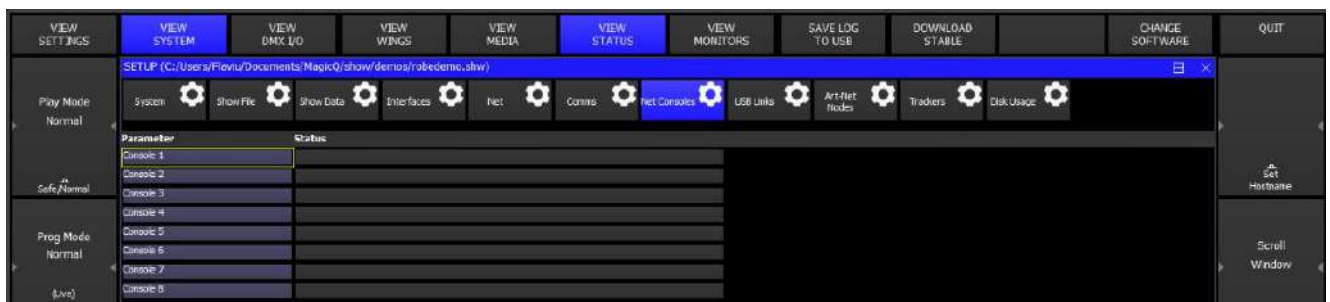 VIEW SETTINGS
VIEW SYSTEM
VIEW DMX I/O
VIEW WINGS
VIEW MEDIA
VIEW STATUS
VIEW MONITORS
SAVE LOG TO USB
DOWNLOAD STABLE
CHANGE SOFTWARE
QUIT
SETUP (C:/Users/Flaviu/Documents/MagicQ/show/demos/robedemo.shw)
Play Mode
Normal
Safe/Normal
System
Show File
Show Data
Interfaces
Net
Comms
Net Consoles
USB Links
Art-Net Nodes
Trackers
Disk Usage
Parameter Status
Console 1
Console 2
Console 3
Console 4
Console 5
Console 6
Console 7
Console 8
Prog Mode
Normal
(Live)
Set
Hostname
Scroll
Window